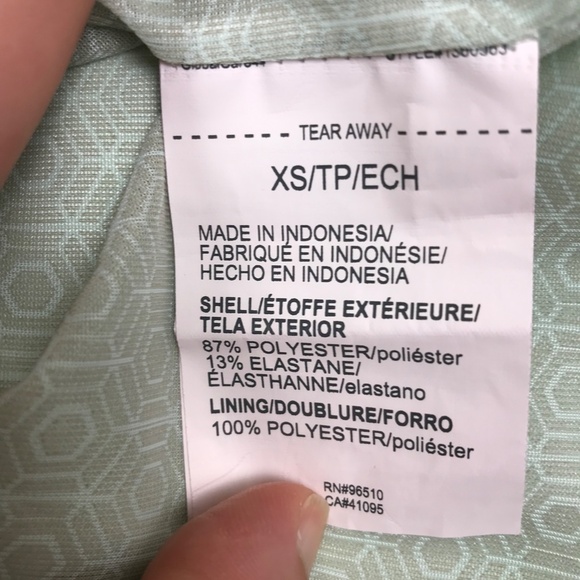 - - - - - - - - TEAR AWAY - - - - - - - -
XS/TP/ECH
MADE IN INDONESIA/
FABRIQUÉ EN INDONÉSIE/
HECHO EN INDONESIA
SHELL/ÉTOFFE EXTÉRIEURE/
TELA EXTERIOR
87% POLYESTER/poliéster
13% ELASTANE/
ÉLASTHANNE/elastano
LINING/DOUBLURE/FORRO
100% POLYESTER/poliéster
RN#96510
CA#41095